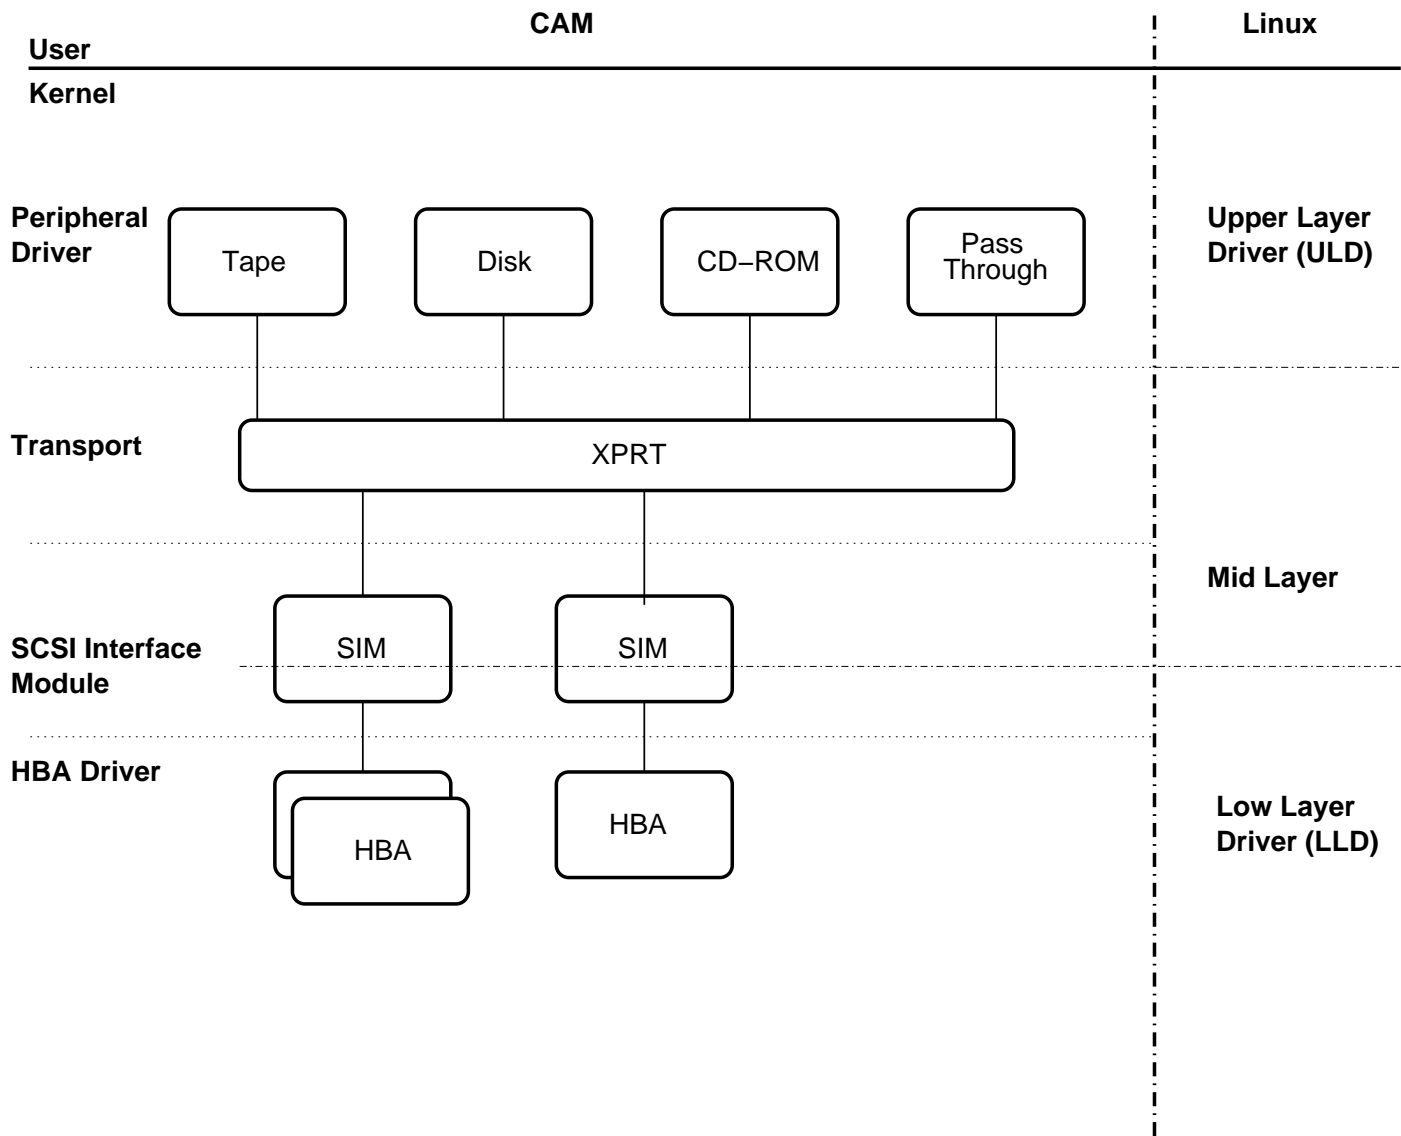 CAM
Linux
User
Kernel
Peripheral
Driver
Tape
Disk
CD−ROM
Pass
Through
Upper Layer
Driver (ULD)
Transport
XPRT
Mid Layer
SCSI Interface
Module
SIM
SIM
HBA Driver
HBA
HBA
Low Layer
Driver (LLD)